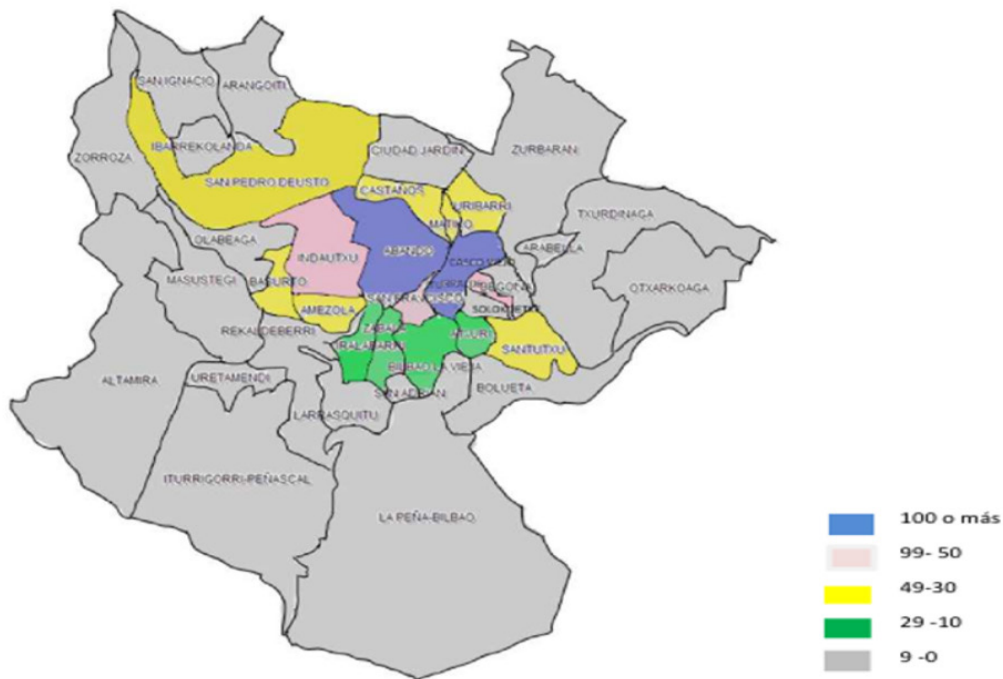 SAN IGNACIO
ARANGOITI
ZORROZA
IBARREKOLANDA
CIUDAD JARDIN
ZURBARAN
SAN PEDRO DEUSTO
CASTAÑOS
URIBARRI
MATIKO
TXURDINAGA
OLABEAGA
INDAUTXU
ABANDO
ARABELLA
CASCO VIEJO
MASUSTEGI
BASURTO
BEGOÑA
OTXARKOAGA
AMEZOLA
SAN FRANCISCO
SOLOKOETXE
REKALDEBERRI
ZABALA
ATXURI
IRALABARRI
SANTUTXU
BILBAO LA VIEJA
ALTAMIRA
URETAMENDI
SAN ADRIAN
BOLUETA
LARRASQUITU
ITURRIGORRI-PEÑASCAL
LA PEÑA-BILBAO
100 o más
99- 50
49-30
29 -10
9 -0